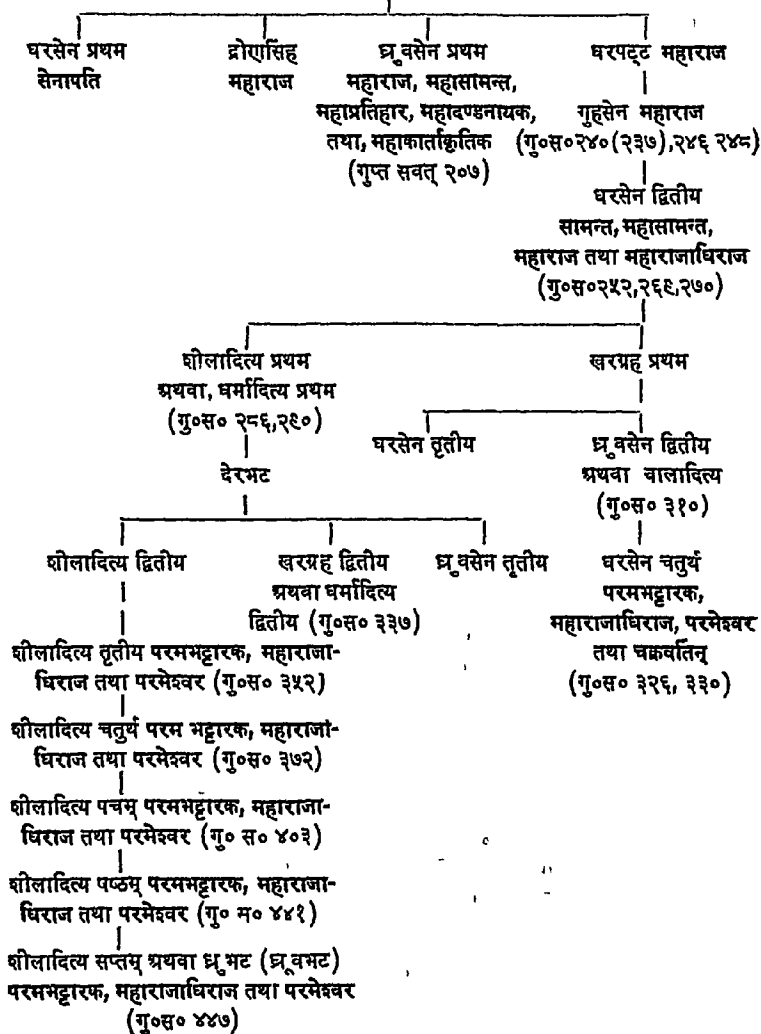 घरसेन प्रथम द्रोणसिंह ध्रुवसेन प्रथम धरपट्ट महाराज
सेनापति महाराज महाराज, महासामन्त,
महाप्रतिहार, महादण्डनायक, गुहसेन महाराज
तथा, महाकार्ताकृतिक (गु०स०२४०(२३७),२४६ २४८)
(गुप्त सवत् २०७)
धरसेन द्वितीय
सामन्त, महासामन्त,
महाराज तथा महाराजाधिराज
(गु०स०२५२,२६९,२७०)
शीलादित्य प्रथम खरग्रह प्रथम
अथवा, धर्मादित्य प्रथम
(गु०स० २८६,२९०)
घरसेन तृतीय ध्रुवसेन द्वितीय
देरभट अथवा वालादित्य
(गु०स० ३१०)
शीलादित्य द्वितीय खरग्रह द्वितीय ध्रुवसेन तृतीय धरसेन चतुर्थ
अथवा धर्मादित्य परमभट्टारक,
द्वितीय (गु०स० ३३७) महाराजाधिराज, परमेश्वर
तथा चक्रवर्तिन्
(गु०स० ३२६, ३३०)
शीलादित्य तृतीय परमभट्टारक, महाराजा-
धिराज तथा परमेश्वर (गु०स० ३५२)
शीलादित्य चतुर्थ परम भट्टारक, महाराजा-
धिराज तथा परमेश्वर (गु०स० ३७२)
शीलादित्य पचम् परमभट्टारक, महाराजा-
धिराज तथा परमेश्वर (गु० स० ४०३)
शीलादित्य षष्ठम् परमभट्टारक, महाराजा-
धिराज तथा परमेश्वर (गु० म० ४४१)
शीलादित्य सप्तम् अथवा ध्रुभट (ध्रूवभट)
परमभट्टारक, महाराजाधिराज तथा परमेश्वर
(गु०स० ४४७)